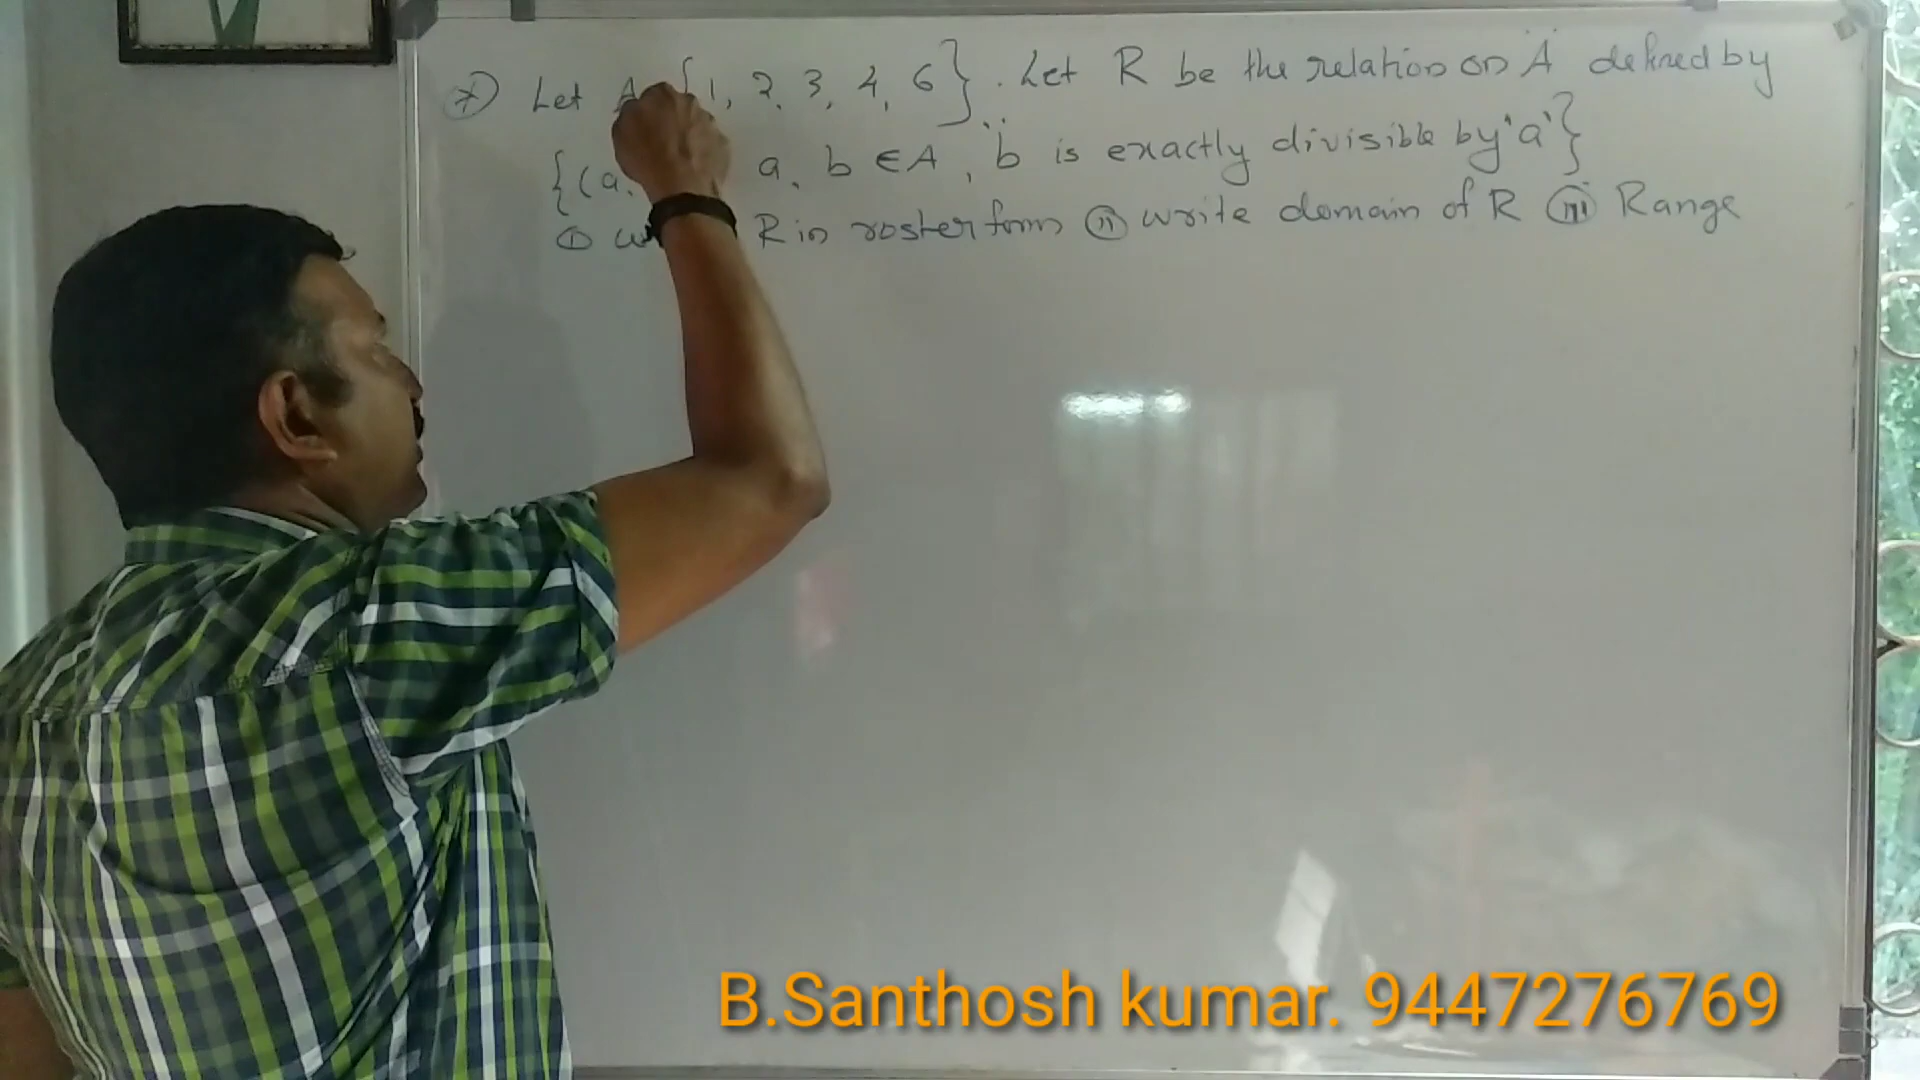 * Let A {1, 2, 3, 4, 6}. Let R be the relation on A defined by
{(a, a, b ∈ A, b is exactly divisible by 'a'}
(i) R in roster form (ii) write domain of R (iii) Range
B.Santhosh kumar. 9447276769